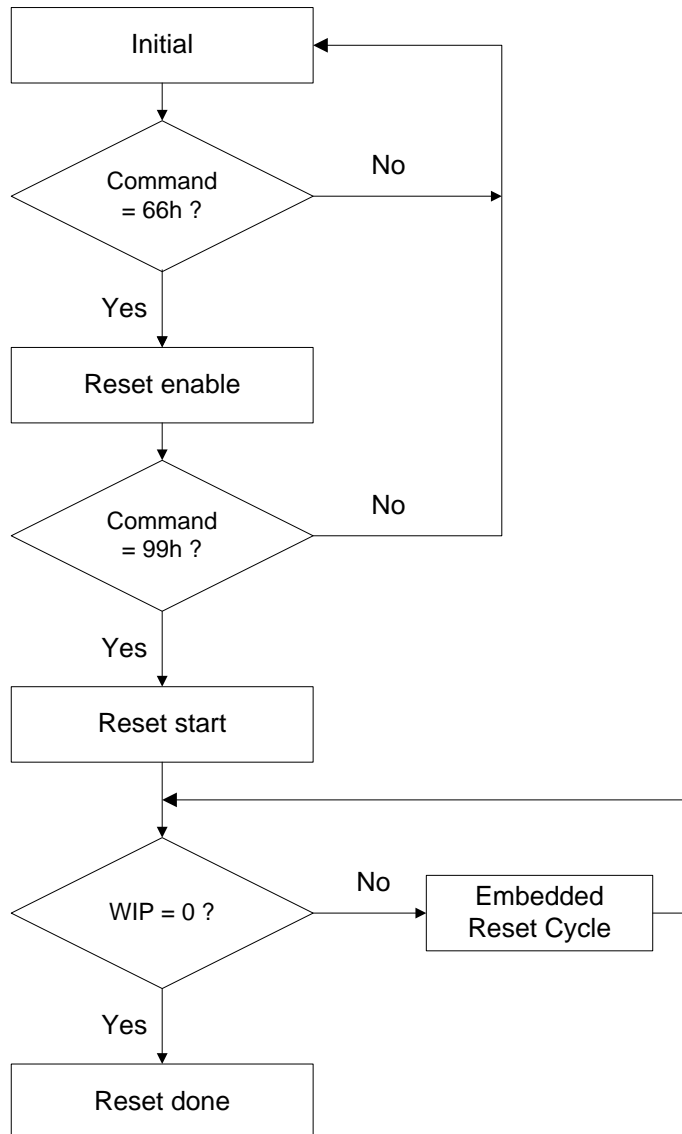 Initial
Command
= 66h ?
No
Yes
Reset enable
Command
= 99h ?
No
Yes
Reset start
WIP = 0 ?
No
Embedded
Reset Cycle
Yes
Reset done